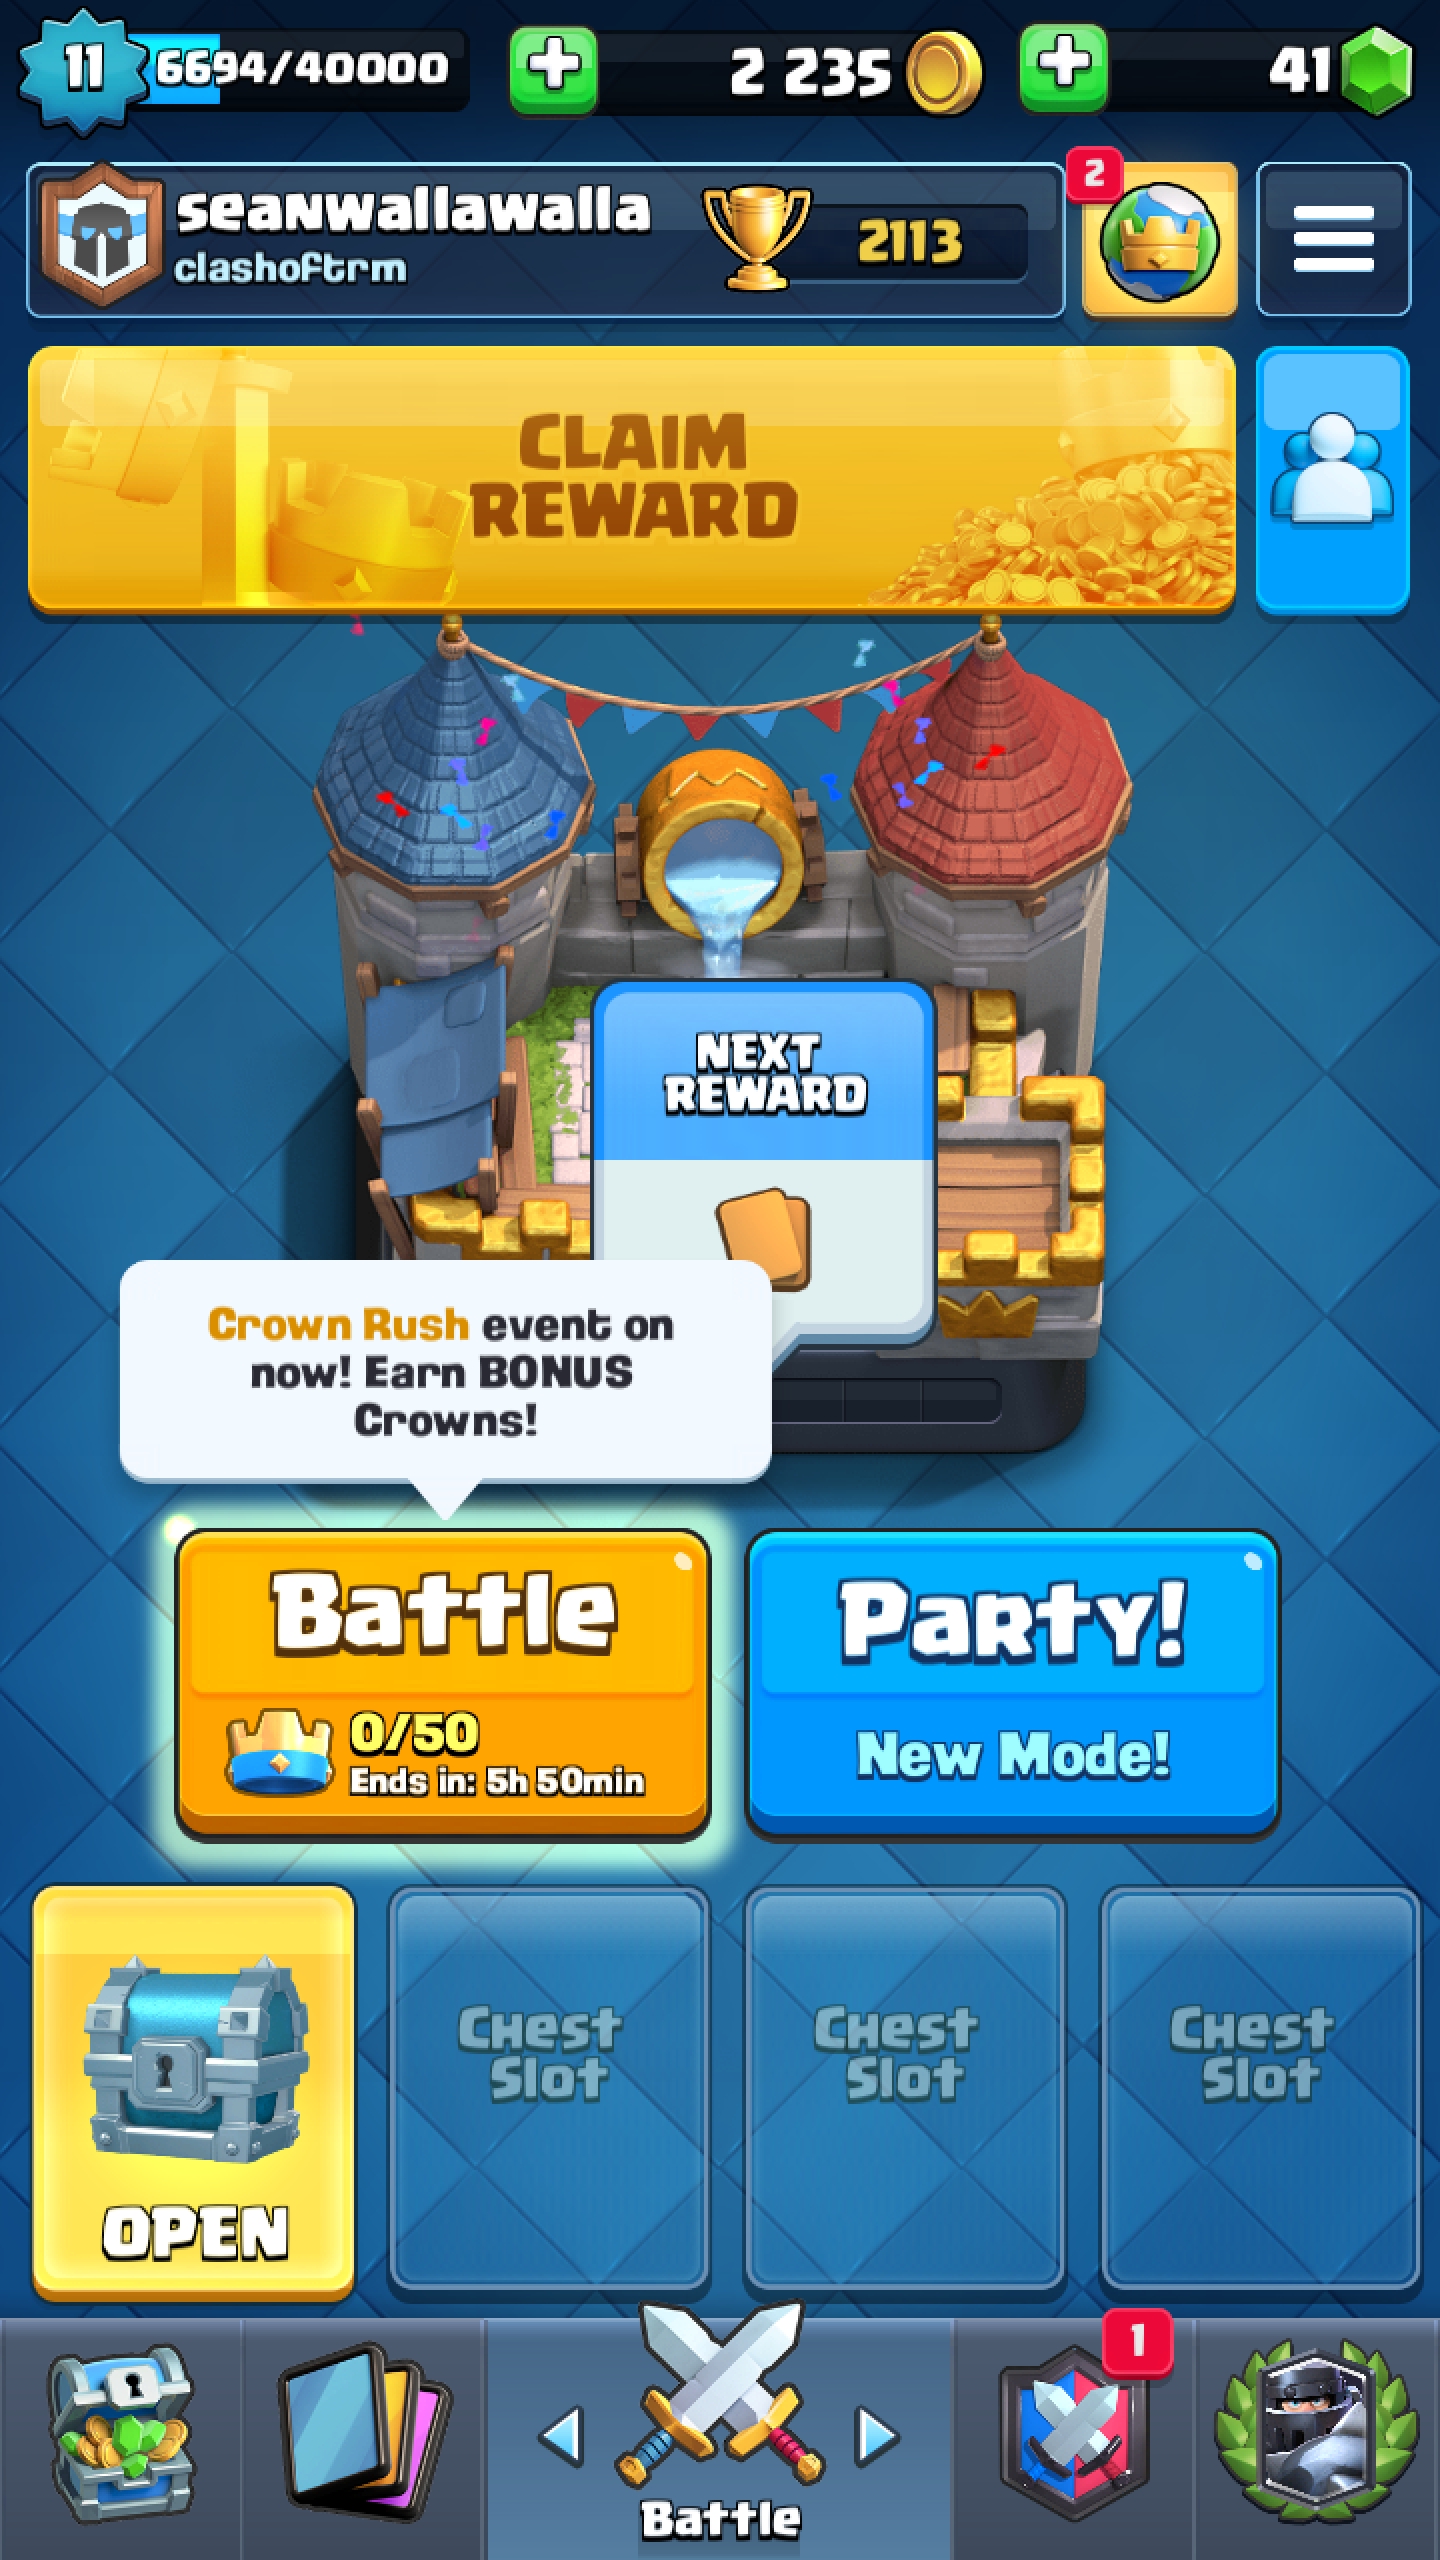 11
6694/40000
2 235
41
seanwallawalla
clashoftrm
2113
2
CLAIM
REWARD
NEXT
REWARD
Crown Rush event on
now! Earn BONUS
Crowns!
Battle
0/50
Ends in: 5h 50min
Party!
New Mode!
OPEN
Chest
Slot
Chest
Slot
Chest
Slot
Battle
1